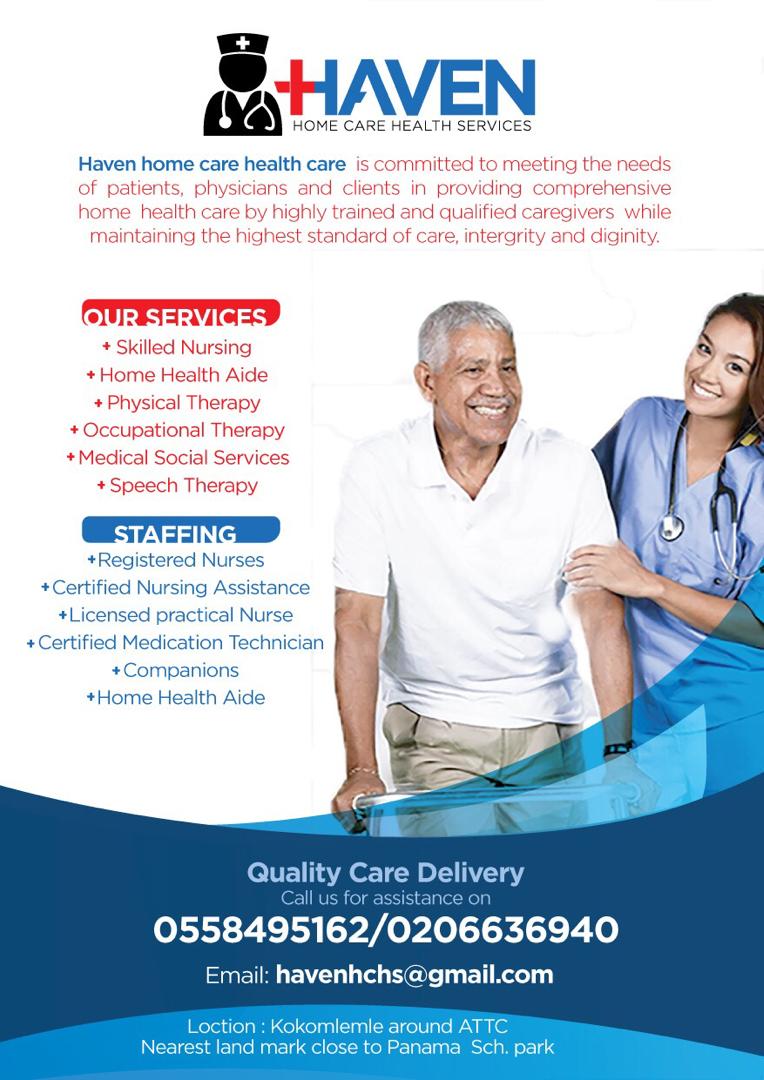 HAVEN
HOME CARE HEALTH SERVICES
Haven home care health care is committed to meeting the needs
of patients, physicians and clients in providing comprehensive
home health care by highly trained and qualified caregivers while
maintaining the highest standard of care, intergrity and diginity.
OUR SERVICES
+ Skilled Nursing
+ Home Health Aide
+ Physical Therapy
+ Occupational Therapy
+ Medical Social Services
+ Speech Therapy
STAFFING
+ Registered Nurses
+ Certified Nursing Assistance
+ Licensed practical Nurse
+ Certified Medication Technician
+ Companions
+ Home Health Aide
Quality Care Delivery
Call us for assistance on
0558495162/0206636940
Email: havenhchs@gmail.com
Loction : Kokomlemle around ATTC
Nearest land mark close to Panama Sch. park